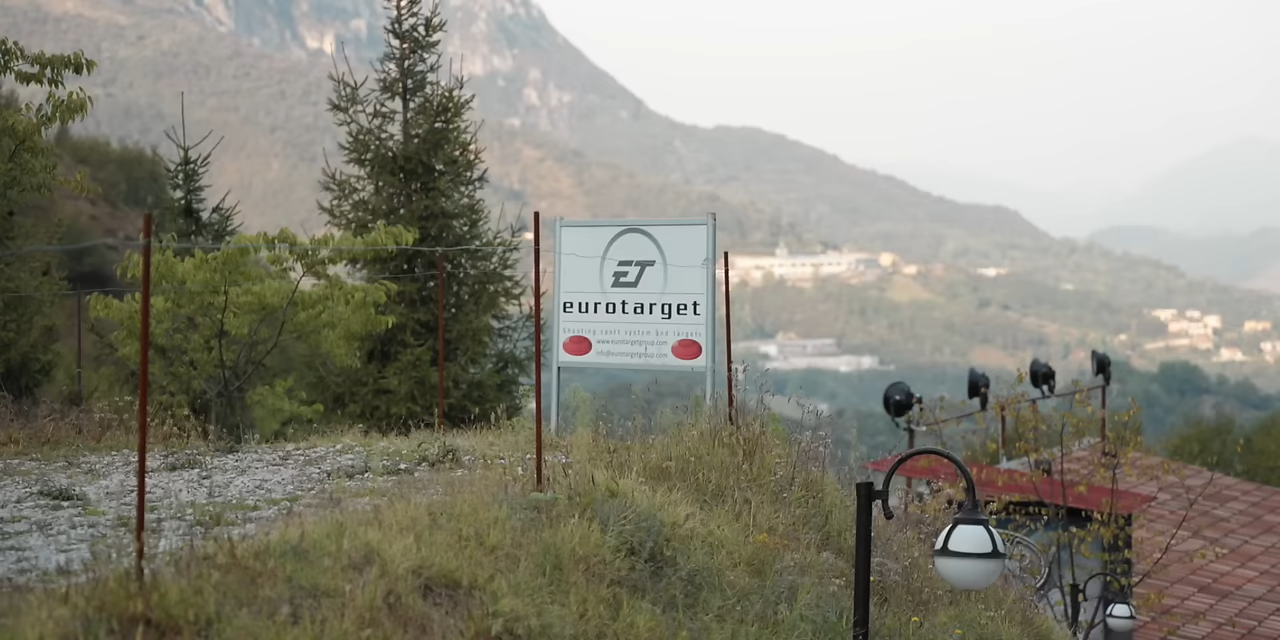 ET
eurotarget
Shooting sport system and targets
www.eurotargetgroup.com
info@eurotargetgroup.com